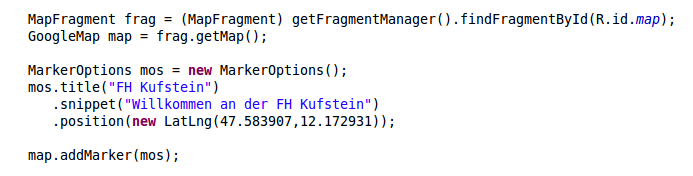 MapFragment frag = (MapFragment) getFragmentManager().findFragmentById(R.id.map);
GoogleMap map = frag.getMap();
MarkerOptions mos = new MarkerOptions();
mos.title("FH Kufstein")
.snippet("Willkommen an der FH Kufstein")
.position(new LatLng(47.583907,12.172931));
map.addMarker(mos);